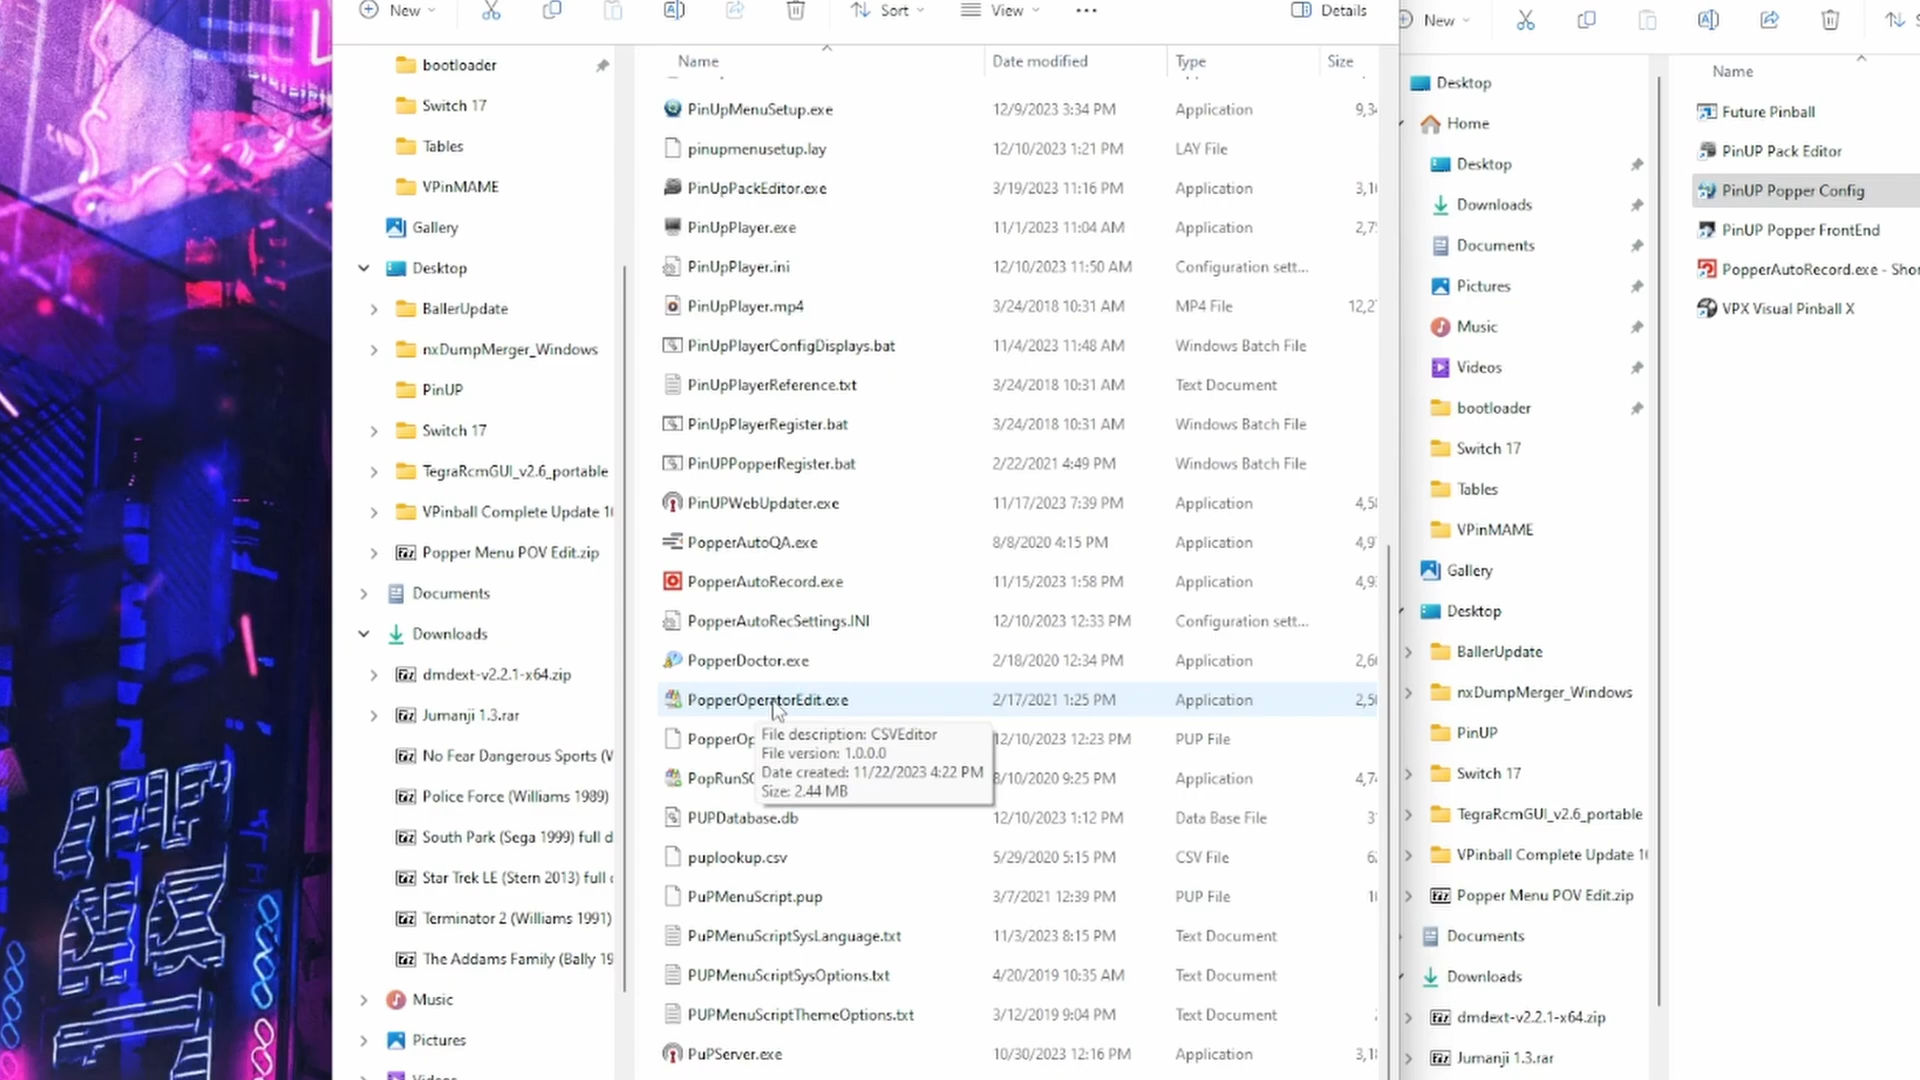 New
Sort
View
Details
bootloader
Switch 17
Tables
VPinMAME
Gallery
Desktop
BallerUpdate
nxDumpMerger_Windows
PinUP
Switch 17
TegraRcmGUI_v2.6_portable
VPinball Complete Update 1
Popper Menu POV Edit.zip
Documents
Downloads
dmdext-v2.2.1-x64.zip
Jumanji 1.3.rar
No Fear Dangerous Sports (W
Police Force (Williams 1989)
South Park (Sega 1999) full d
Star Trek LE (Stern 2013) full
Terminator 2 (Williams 1991)
The Addams Family (Bally 19
Music
Pictures
Name Date modified Type Size
PinUpMenuSetup.exe 12/9/2023 3:34 PM Application 9,3
pinupmenusetup.lay 12/10/2023 1:21 PM LAY File
PinUpPackEditor.exe 3/19/2023 11:16 PM Application 3,1
PinUpPlayer.exe 11/1/2023 11:04 AM Application 2,7
PinUpPlayer.ini 12/10/2023 11:50 AM Configuration sett...
PinUpPlayer.mp4 3/24/2018 10:31 AM MP4 File 12,2
PinUpPlayerConfigDisplays.bat 11/4/2023 11:48 AM Windows Batch File
PinUpPlayerReference.txt 3/24/2018 10:31 AM Text Document
PinUpPlayerRegister.bat 3/24/2018 10:31 AM Windows Batch File
PinUPPopperRegister.bat 2/22/2021 4:49 PM Windows Batch File
PinUPWebUpdater.exe 11/17/2023 7:39 PM Application 4,5
PopperAutoQA.exe 8/8/2020 4:15 PM Application 4,9
PopperAutoRecord.exe 11/15/2023 1:58 PM Application 4,9
PopperAutoRecSettings.INI 12/10/2023 12:33 PM Configuration sett...
PopperDoctor.exe 2/18/2020 12:34 PM Application 2,6
PopperOperatorEdit.exe 2/17/2021 1:25 PM Application 2,5
PopperOp 12/10/2023 12:23 PM PUP File
PopRunSC 8/10/2020 9:25 PM Application 4,7
File description: CSVEditor
File version: 1.0.0.0
Date created: 11/22/2023 4:22 PM
Size: 2.44 MB
PUPDatabase.db 12/10/2023 1:12 PM Data Base File
puplookup.csv 5/29/2020 5:15 PM CSV File
PuPMenuScript.pup 3/7/2021 12:39 PM PUP File
PuPMenuScriptSysLanguage.txt 11/3/2023 8:15 PM Text Document
PUPMenuScriptSysOptions.txt 4/20/2019 10:35 AM Text Document
PUPMenuScriptThemeOptions.txt 3/12/2019 9:04 PM Text Document
PuPServer.exe 10/30/2023 12:16 PM Application 3,1
New
Desktop
Home
Desktop
Downloads
Documents
Pictures
Music
Videos
bootloader
Switch 17
Tables
VPinMAME
Gallery
Desktop
BallerUpdate
nxDumpMerger_Windows
PinUP
Switch 17
TegraRcmGUI_v2.6_portable
VPinball Complete Update 1
Popper Menu POV Edit.zip
Documents
Downloads
dmdext-v2.2.1-x64.zip
Jumanji 1.3.rar
Name
Future Pinball
PinUP Pack Editor
PinUP Popper Config
PinUP Popper FrontEnd
PopperAutoRecord.exe - Shor
VPX Visual Pinball X